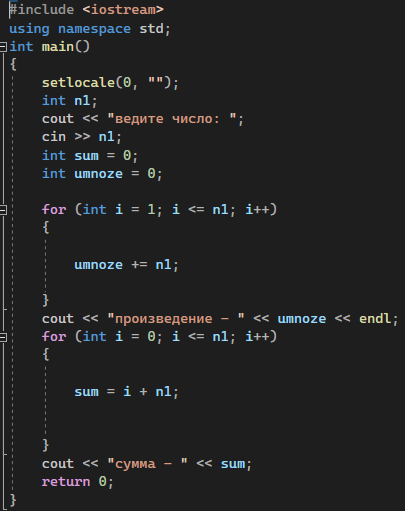 #include <iostream>
using namespace std;
int main()
{
setlocale(0, "");
int n1;
cout << "ведите число: ";
cin >> n1;
int sum = 0;
int umnoze = 0;
for (int i = 1; i <= n1; i++)
{
umnoze += n1;
}
cout << "произведение - " << umnoze << endl;
for (int i = 0; i <= n1; i++)
{
sum = i + n1;
}
cout << "сумма - " << sum;
return 0;
}